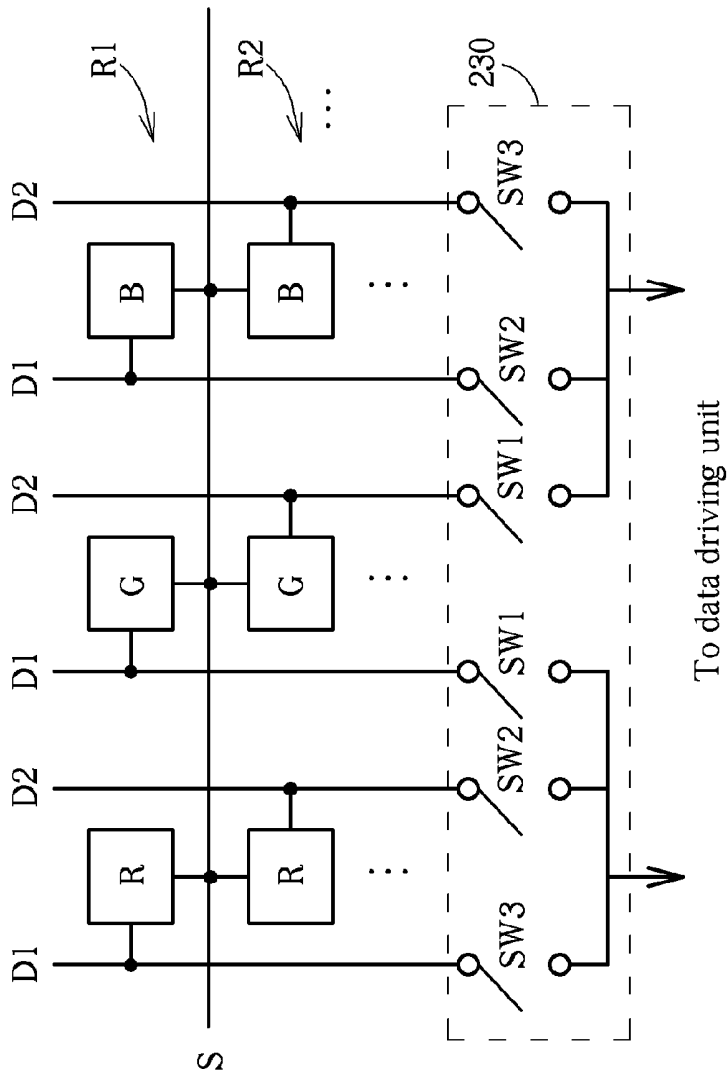 D1 D2 D1 D2 D1 D2
R G B R1
S
R G B R2
... ... ... ...
230
SW3 SW2 SW1 SW1 SW2 SW3
To data driving unit